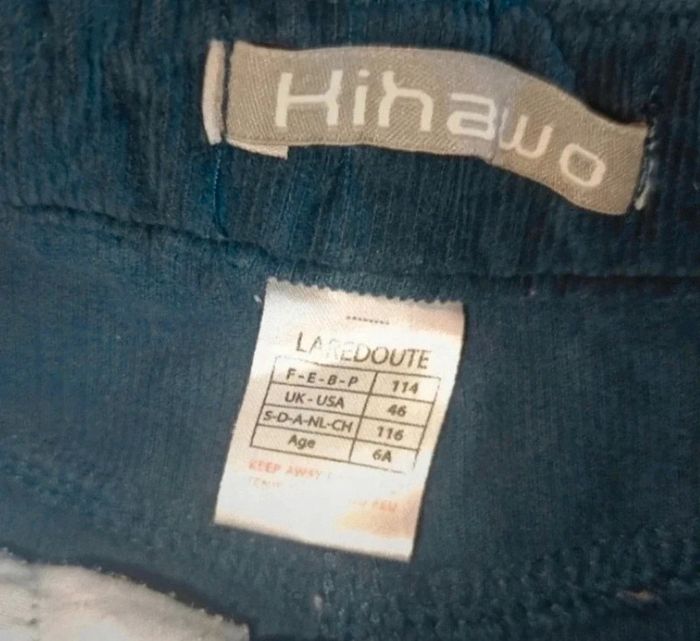 Kihawo
LAREDOUTE
F-E-B-P 114
UK-USA 46
S-D-A-NL-CH 116
Age 6A
KEEP AWAY